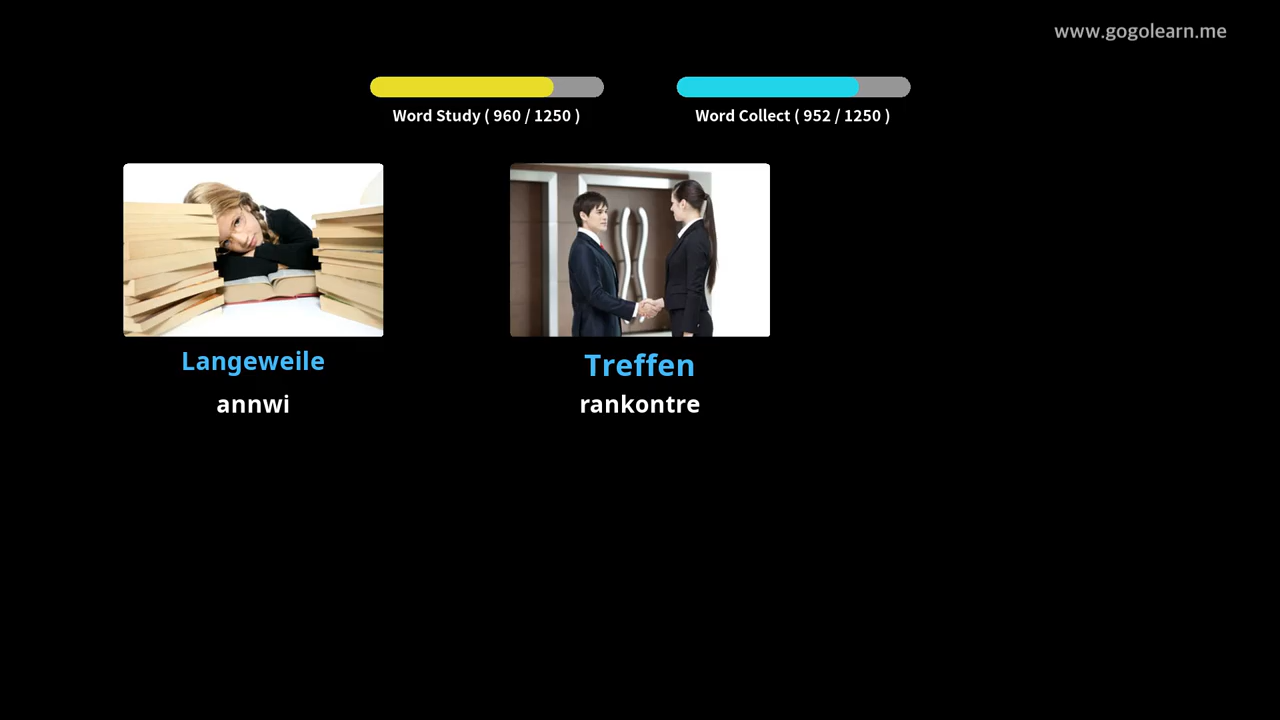 www.gogolearn.me
Word Study ( 960 / 1250 )
Word Collect ( 952 / 1250 )
Langeweile
annwi
Treffen
rankontre